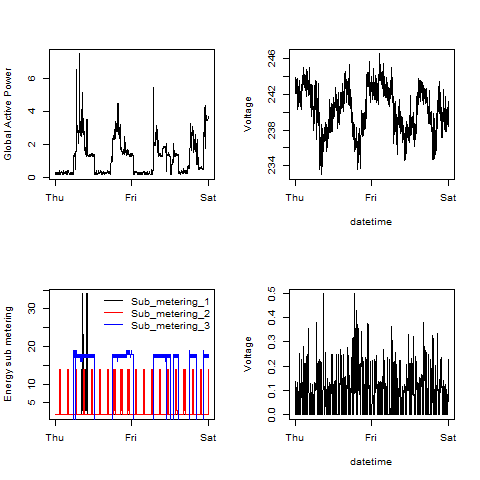 Global Active Power
6
4
2
0
Thu
Fri
Sat
Voltage
246
242
238
234
Thu
Fri
Sat
datetime
Energy sub metering
30
20
10
5
Sub_metering_1
Sub_metering_2
Sub_metering_3
Thu
Fri
Sat
Voltage
0.5
0.4
0.3
0.2
0.1
0.0
Thu
Fri
Sat
datetime